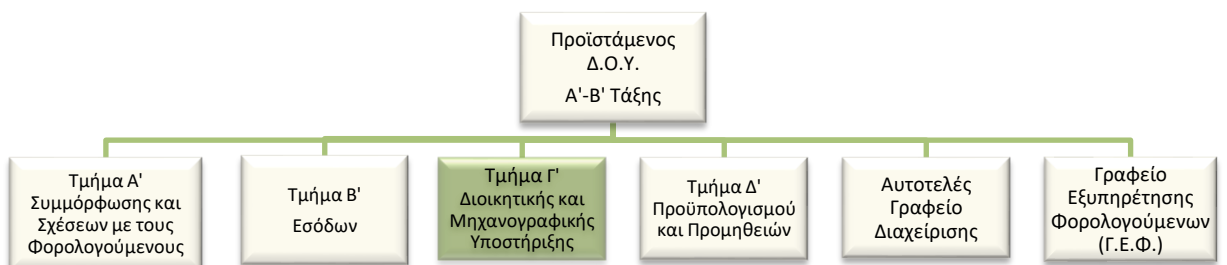 Προϊστάμενος
Δ.Ο.Υ.
Α'-Β' Τάξης
Τμήμα Α'
Συμμόρφωσης και
Σχέσεων με τους
Φορολογούμενους
Τμήμα Β'
Εσόδων
Τμήμα Γ'
Διοικητικής και
Μηχανογραφικής
Υποστήριξης
Τμήμα Δ'
Προϋπολογισμού
και Προμηθειών
Αυτοτελές
Γραφείο
Διαχείρισης
Γραφείο
Εξυπηρέτησης
Φορολογούμενων
(Γ.Ε.Φ.)